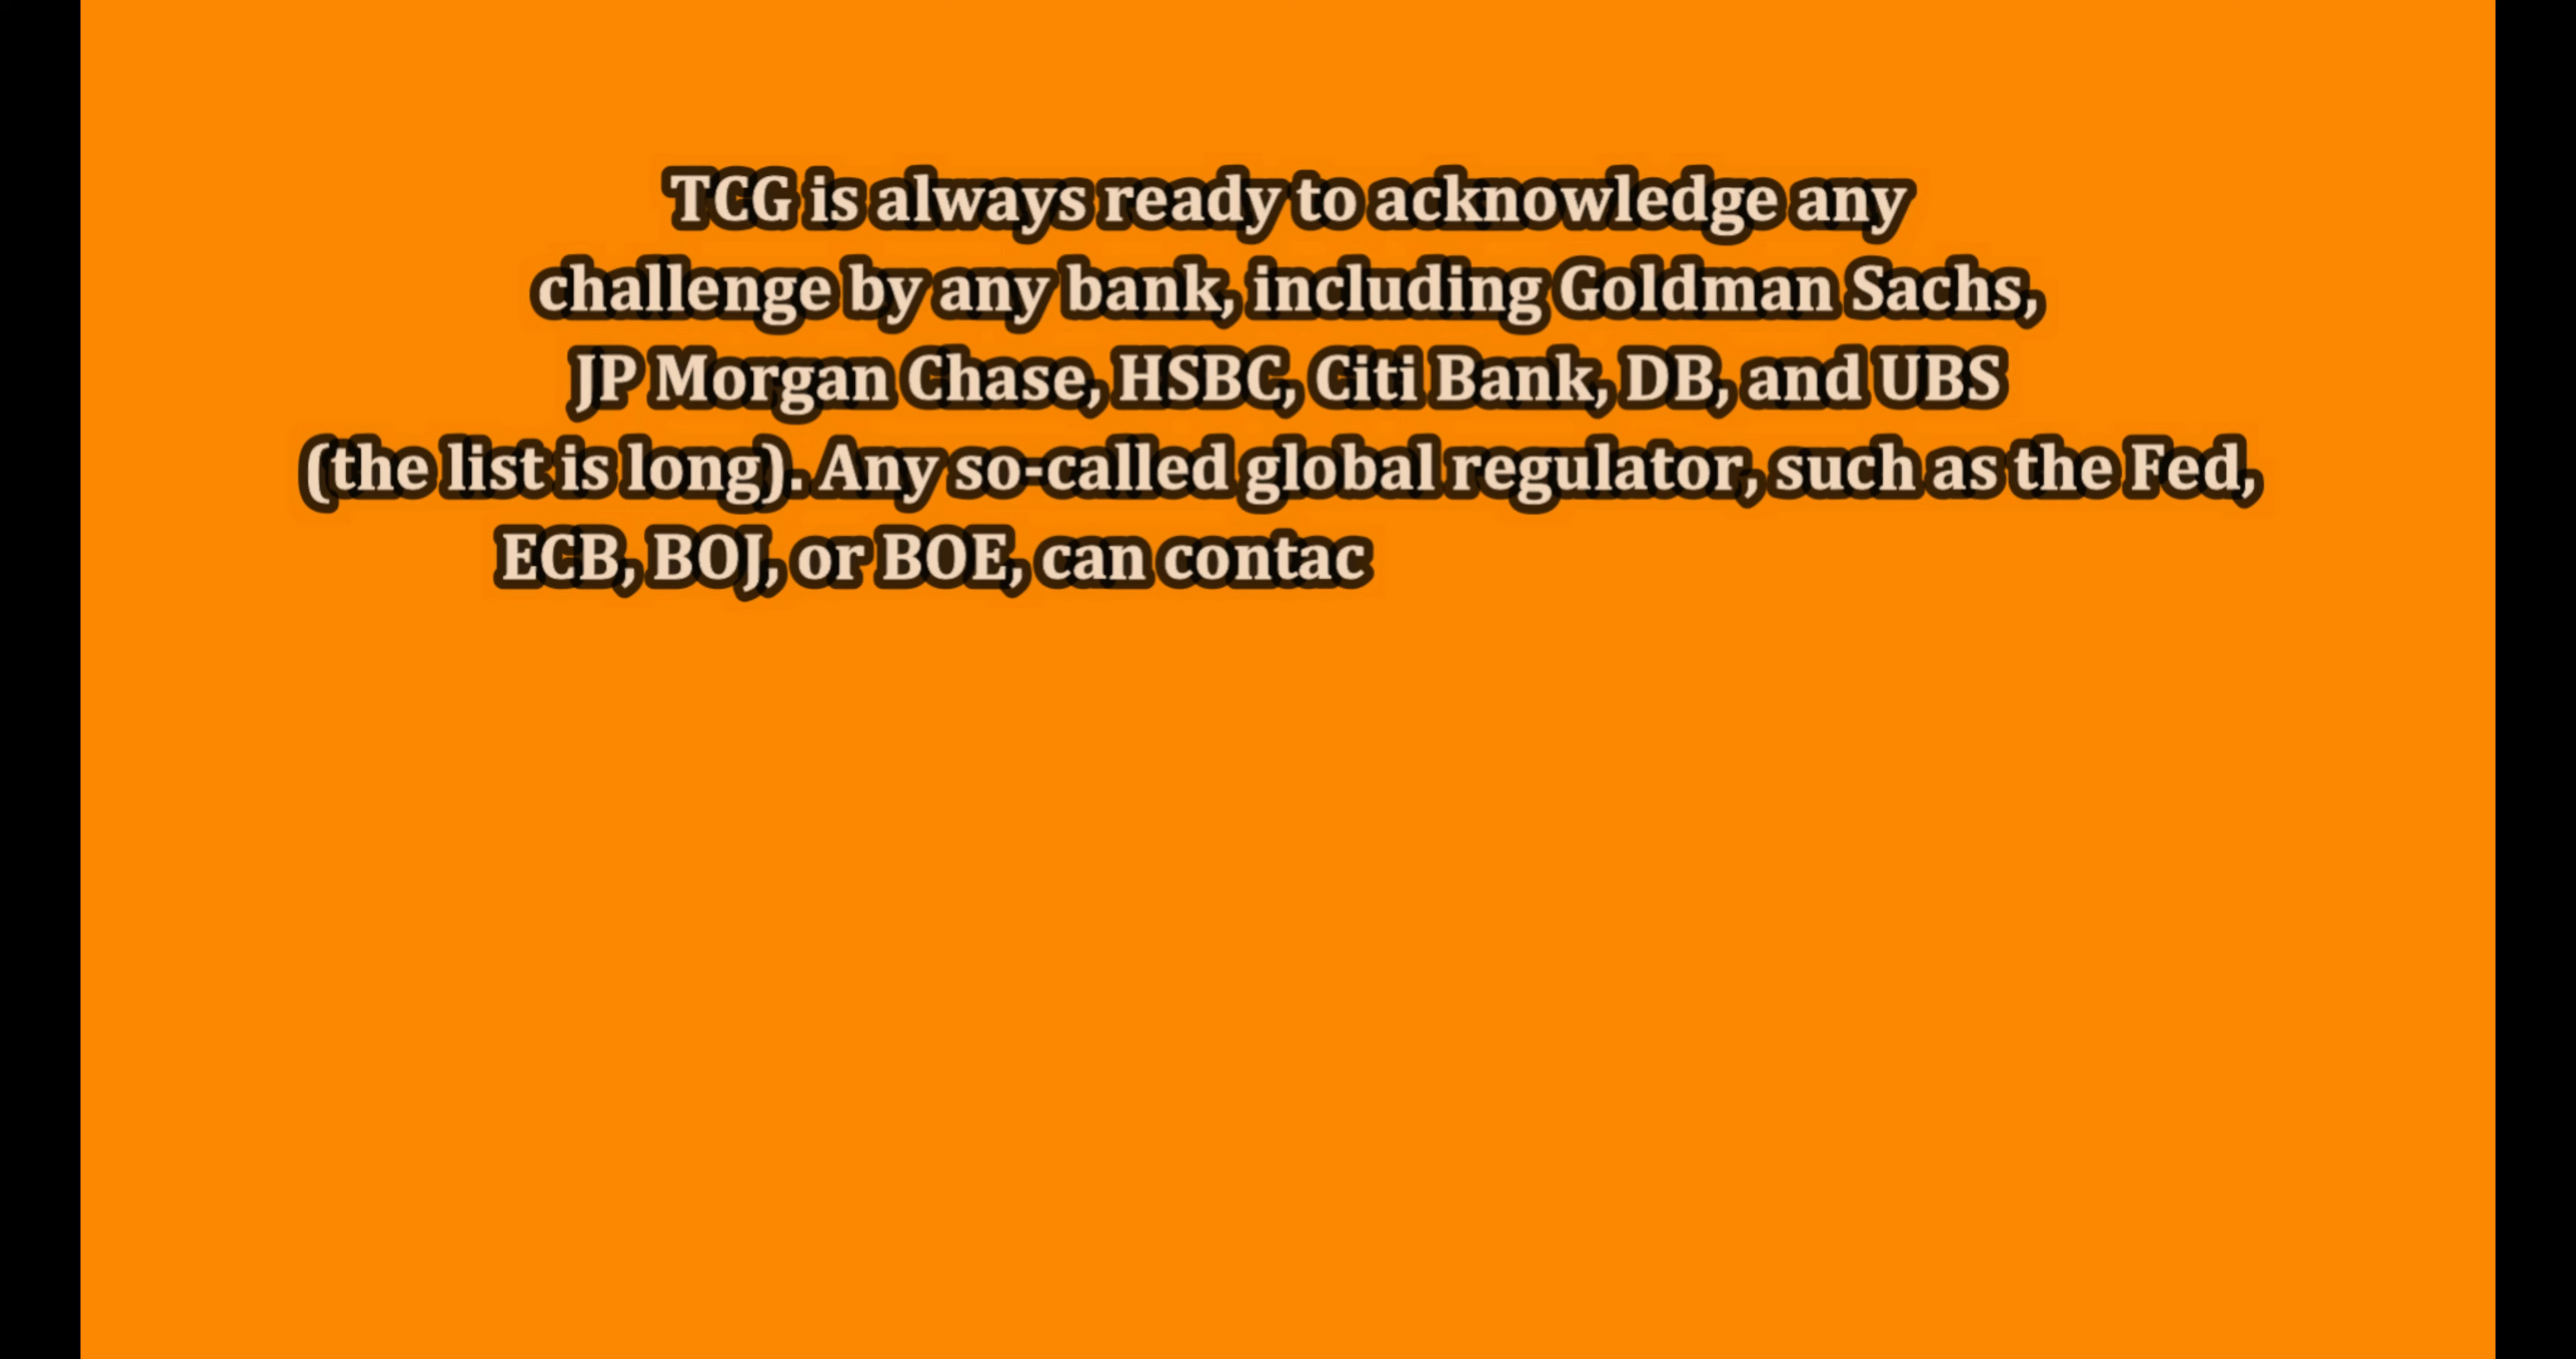 TCG is always ready to acknowledge any
challenge by any bank, including Goldman Sachs,
JP Morgan Chase, HSBC, Citi Bank, DB, and UBS
(the list is long). Any so-called global regulator, such as the Fed,
ECB, BOJ, or BOE, can contac